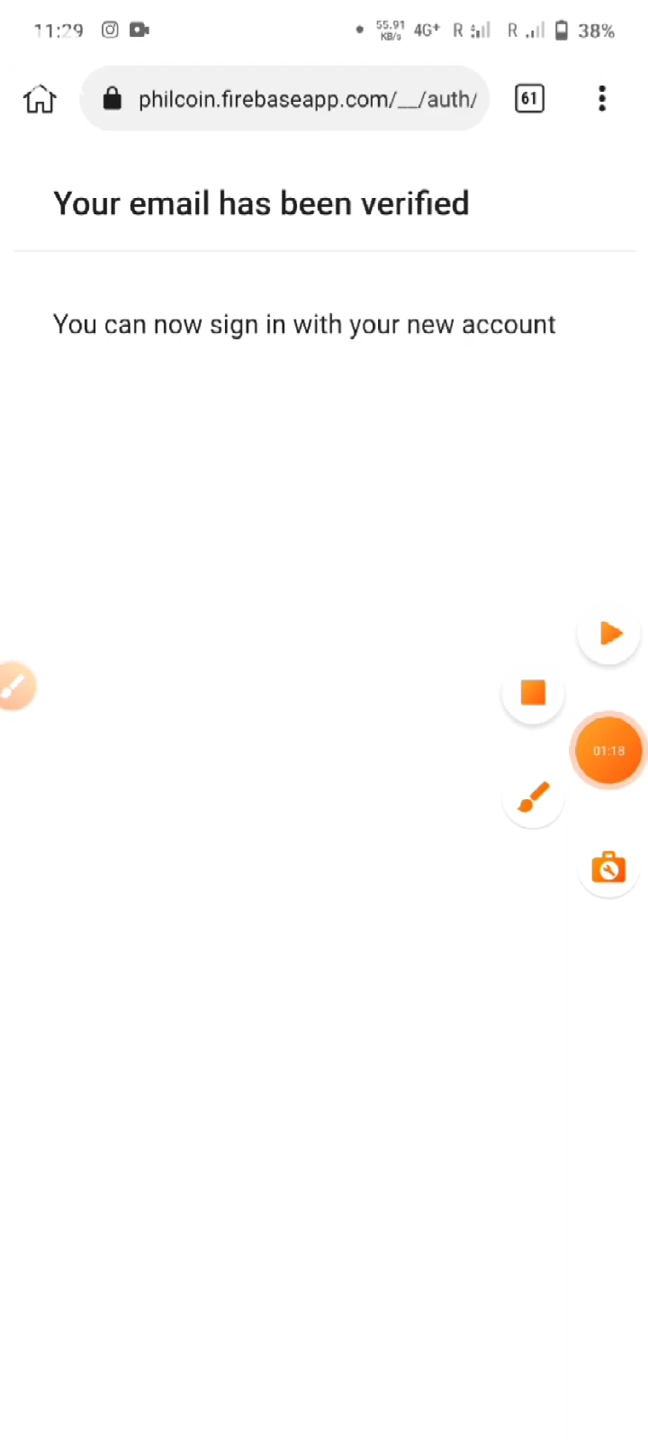 11:29 55.91 KB/s 4G+ R R 38%
philcoin.firebaseapp.com/__/auth/ 61
Your email has been verified
You can now sign in with your new account
01:18